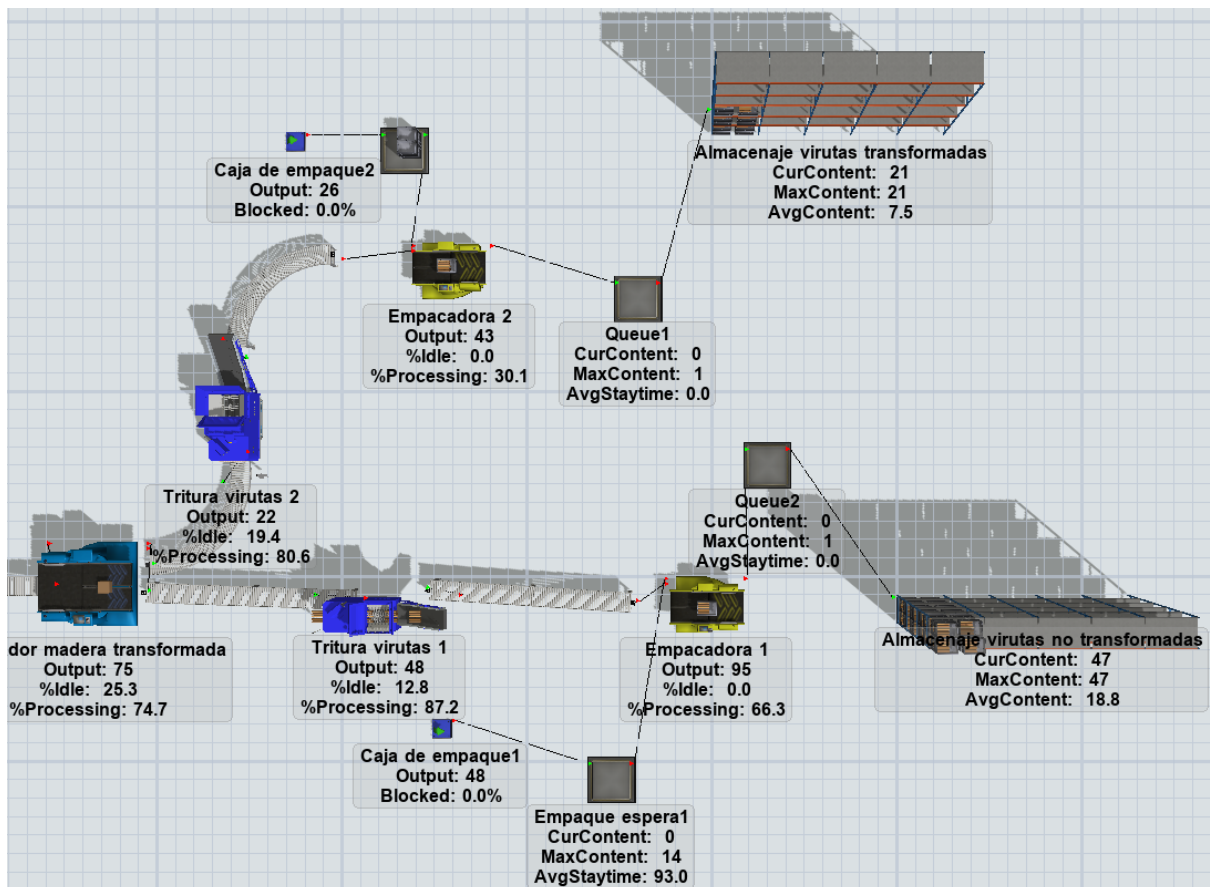 Almacenaje virutas transformadas
CurContent: 21
MaxContent: 21
AvgContent: 7.5
Caja de empaque2
Output: 26
Blocked: 0.0%
Empacadora 2
Output: 43
%Idle: 0.0
%Processing: 30.1
Queue1
CurContent: 0
MaxContent: 1
AvgStaytime: 0.0
Tritura virutas 2
Output: 22
%Idle: 19.4
%Processing: 80.6
Queue2
CurContent: 0
MaxContent: 1
AvgStaytime: 0.0
dor madera transformada
Output: 75
%Idle: 25.3
%Processing: 74.7
Tritura virutas 1
Output: 48
%Idle: 12.8
%Processing: 87.2
Empacadora 1
Output: 95
%Idle: 0.0
%Processing: 66.3
Almacenaje virutas no transformadas
CurContent: 47
MaxContent: 47
AvgContent: 18.8
Caja de empaque1
Output: 48
Blocked: 0.0%
Empaque espera1
CurContent: 0
MaxContent: 14
AvgStaytime: 93.0